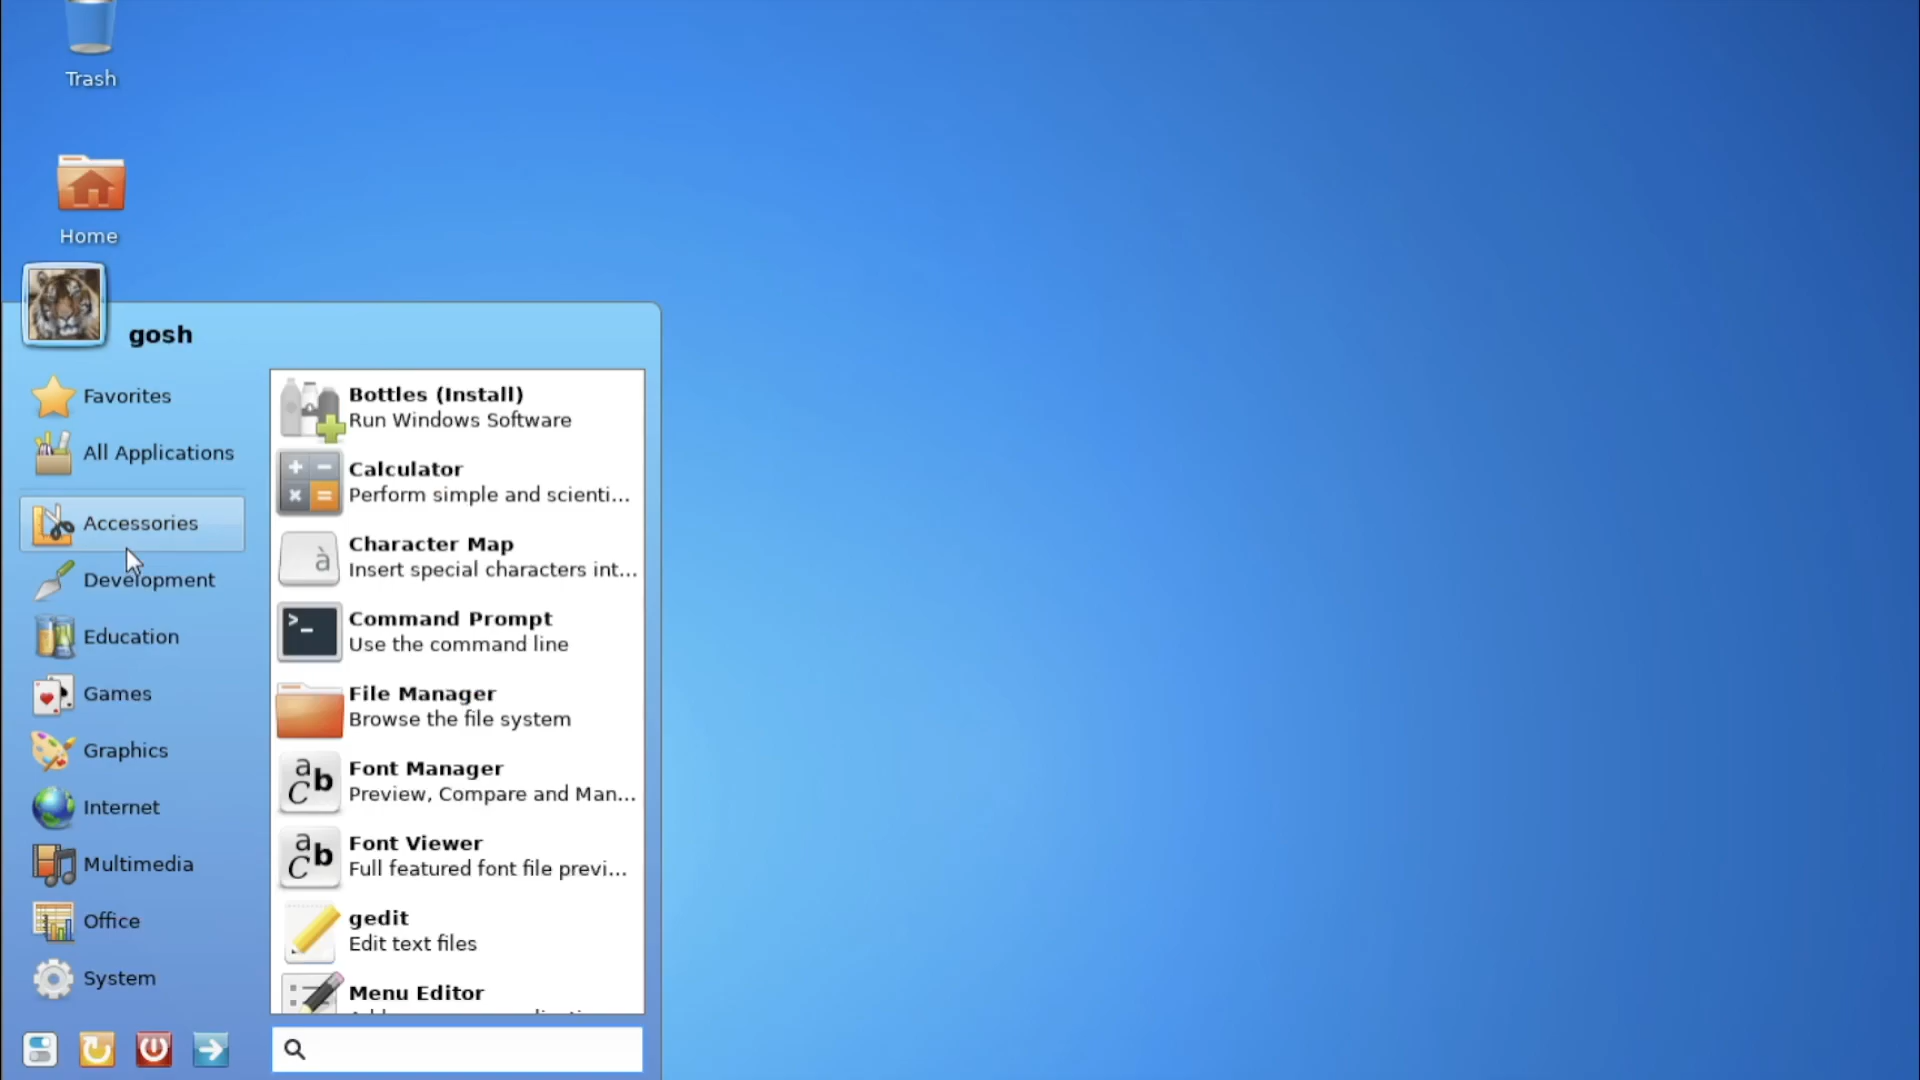 Trash
Home
gosh
Favorites
All Applications
Accessories
Development
Education
Games
Graphics
Internet
Multimedia
Office
System
Bottles (Install)
Run Windows Software
Calculator
Perform simple and scienti...
Character Map
Insert special characters int...
Command Prompt
Use the command line
File Manager
Browse the file system
Font Manager
Preview, Compare and Man...
Font Viewer
Full featured font file previ...
gedit
Edit text files
Menu Editor